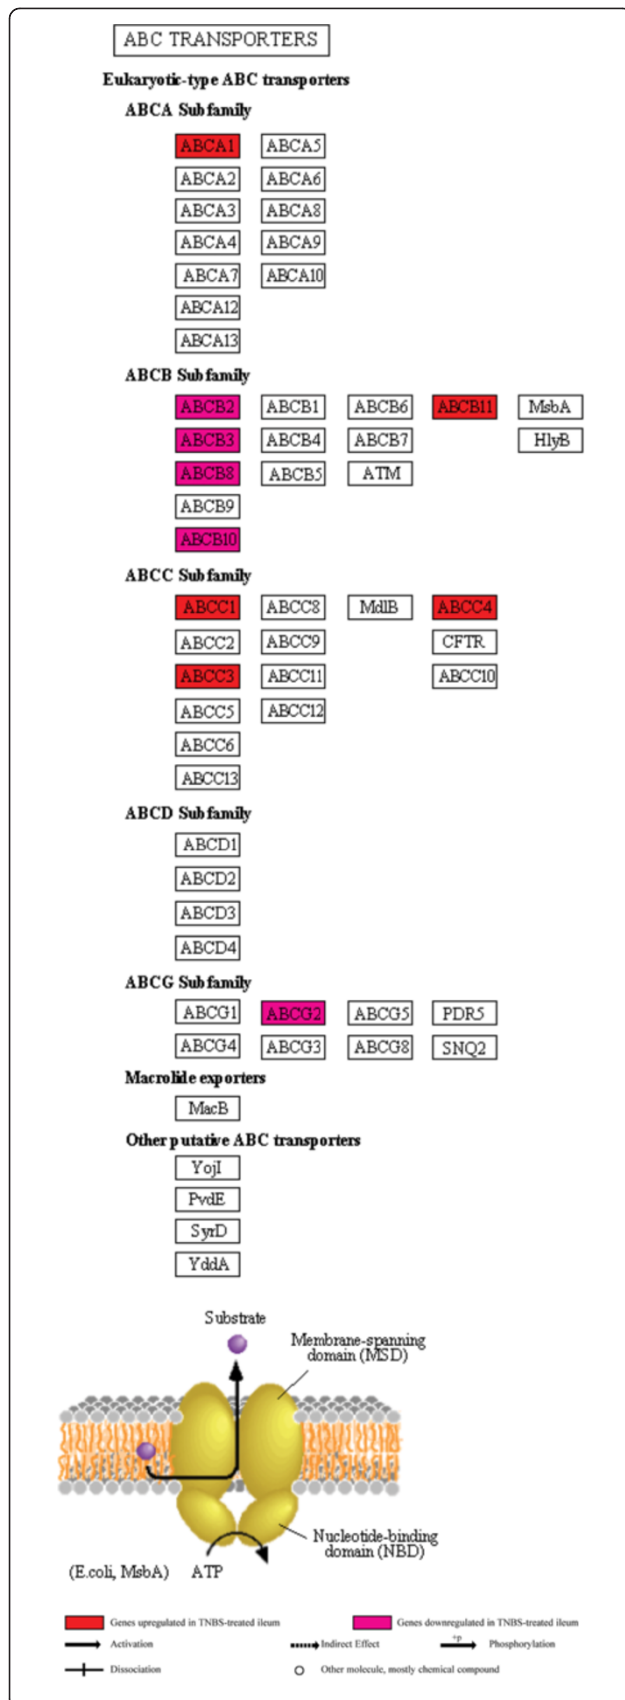 ABC TRANSPORTERS
Eukaryotic-type ABC transporters
ABCA Subfamily
ABCA1 ABCA5
ABCA2 ABCA6
ABCA3 ABCA8
ABCA4 ABCA9
ABCA7 ABCA10
ABCA12
ABCA13
ABCB Subfamily
ABCB2 ABCB1 ABCB6 ABCB11 MsbA
ABCB3 ABCB4 ABCB7 HlyB
ABCB8 ABCB5 ATM
ABCB9
ABCB10
ABCC Subfamily
ABCC1 ABCC8 MdlB ABCC4
ABCC2 ABCC9 CFTR
ABCC3 ABCC11 ABCC10
ABCC5 ABCC12
ABCC6
ABCC13
ABCD Subfamily
ABCD1
ABCD2
ABCD3
ABCD4
ABCG Subfamily
ABCG1 ABCG2 ABCG5 PDR5
ABCG4 ABCG3 ABCG8 SNQ2
Macrolide exporters
MacB
Other putative ABC transporters
YojI
PvdE
SyrD
YddA
Substrate
Membrane-spanning
domain (MSD)
Nucleotide-binding
domain (NBD)
(E.coli, MsbA) ATP
Genes upregulated in TNBS-treated ileum Genes downregulated in TNBS-treated ileum
Activation Indirect Effect +p Phosphorylation
Dissociation Other molecule, mostly chemical compound